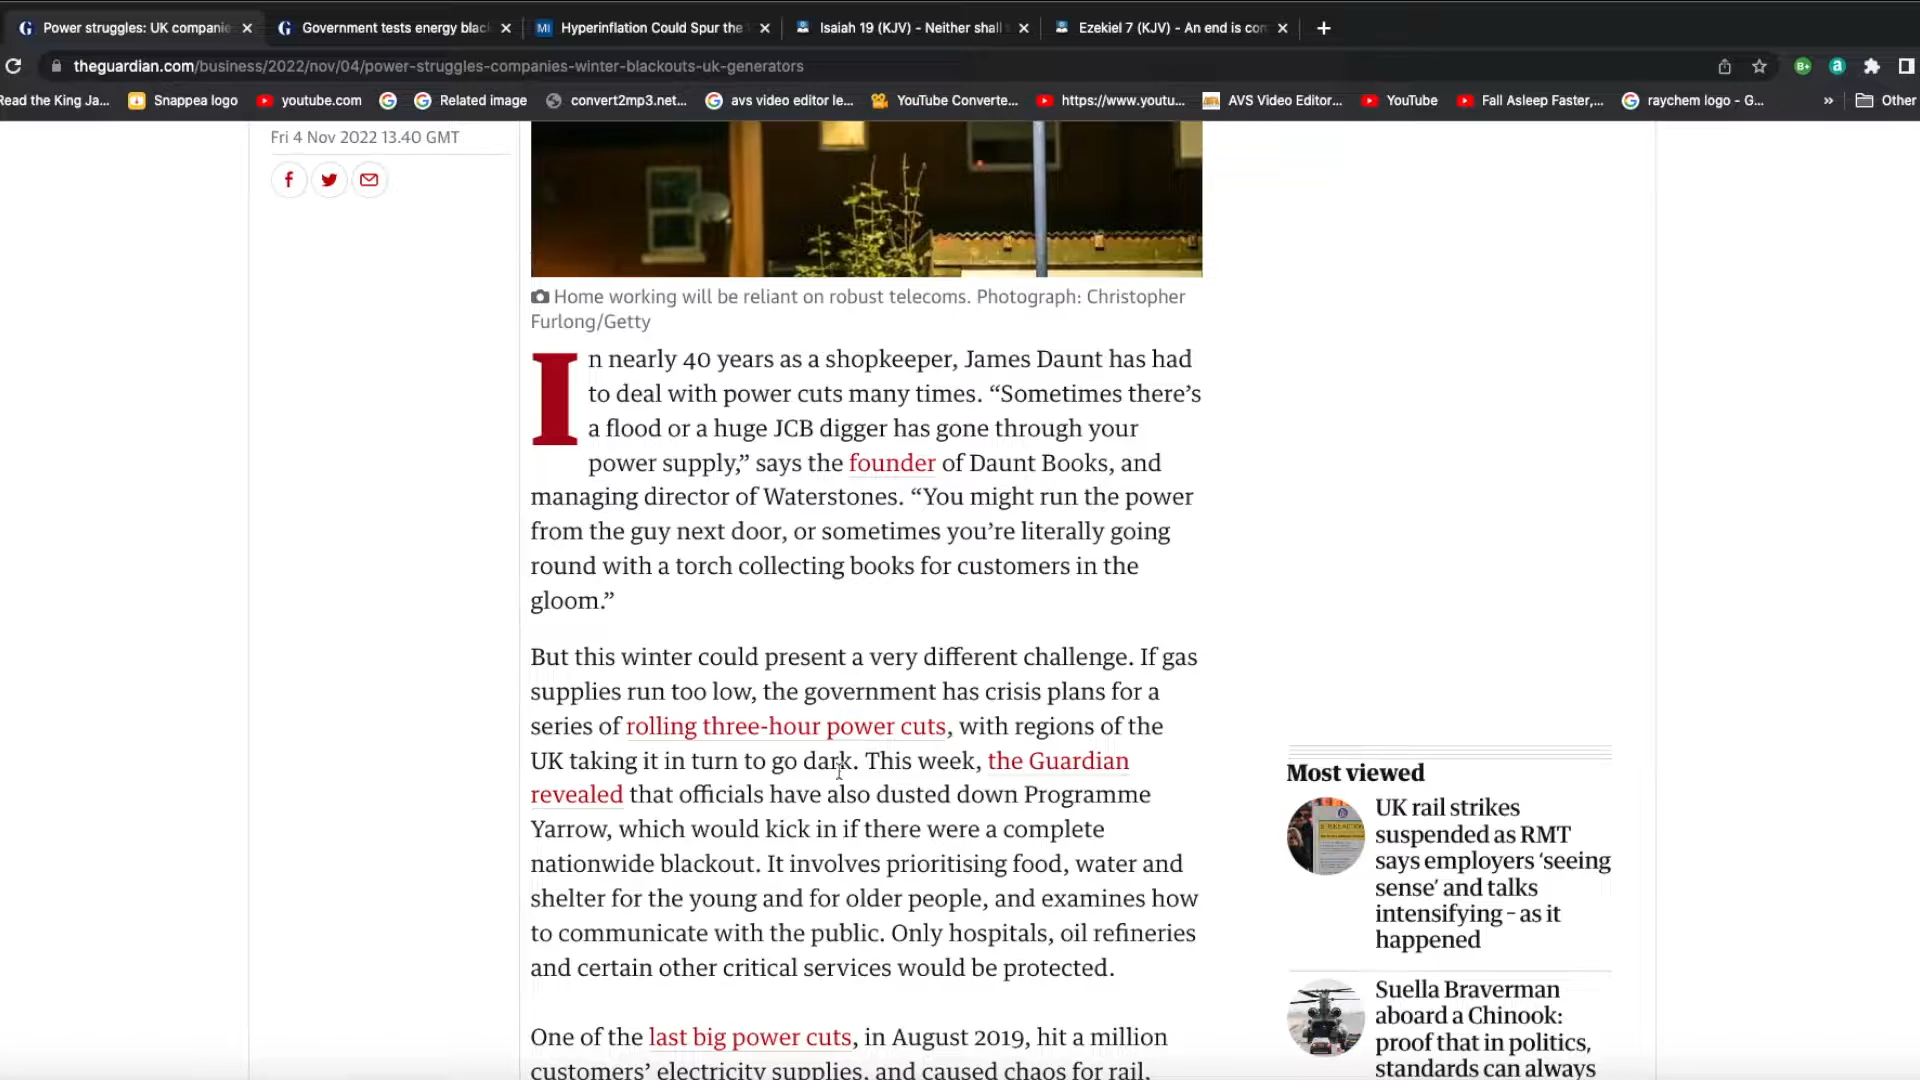 Power struggles: UK companie
Government tests energy blac
MI Hyperinflation Could Spur the
Isaiah 19 (KJV) - Neither shall
Ezekiel 7 (KJV) - An end is con
theguardian.com/business/2022/nov/04/power-struggles-companies-winter-blackouts-uk-generators
Read the King Ja...
Snappea logo
youtube.com
Related image
convert2mp3.net...
avs video editor le...
YouTube Converte...
https://www.youtu...
AVS Video Editor...
YouTube
Fall Asleep Faster,...
raychem logo - G...
»
Other
Fri 4 Nov 2022 13.40 GMT
Home working will be reliant on robust telecoms. Photograph: Christopher
Furlong/Getty
In nearly 40 years as a shopkeeper, James Daunt has had
to deal with power cuts many times. “Sometimes there’s
a flood or a huge JCB digger has gone through your
power supply,” says the founder of Daunt Books, and
managing director of Waterstones. “You might run the power
from the guy next door, or sometimes you’re literally going
round with a torch collecting books for customers in the
gloom.”
But this winter could present a very different challenge. If gas
supplies run too low, the government has crisis plans for a
series of rolling three-hour power cuts, with regions of the
UK taking it in turn to go dark. This week, the Guardian
revealed that officials have also dusted down Programme
Yarrow, which would kick in if there were a complete
nationwide blackout. It involves prioritising food, water and
shelter for the young and for older people, and examines how
to communicate with the public. Only hospitals, oil refineries
and certain other critical services would be protected.
One of the last big power cuts, in August 2019, hit a million
customers’ electricity supplies, and caused chaos for rail,
Most viewed
UK rail strikes
suspended as RMT
says employers ‘seeing
sense’ and talks
intensifying – as it
happened
Suella Braverman
aboard a Chinook:
proof that in politics,
standards can always